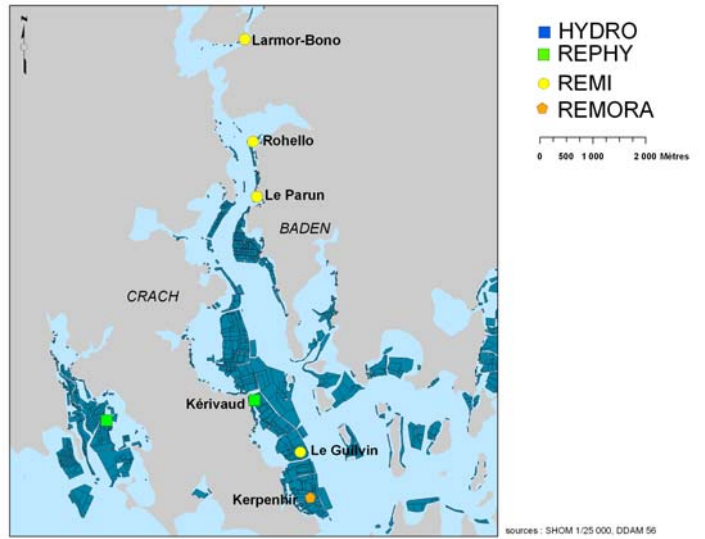 N
Larmor-Bono
Rohello
Le Parun
BADEN
CRACH
Kérivaud
Le Guilvin
Kerpenhir
HYDRO
REPHY
REMI
REMORA
0 500 1 000 2 000 Mètres
sources : SHOM 1/25 000, DDAM 56